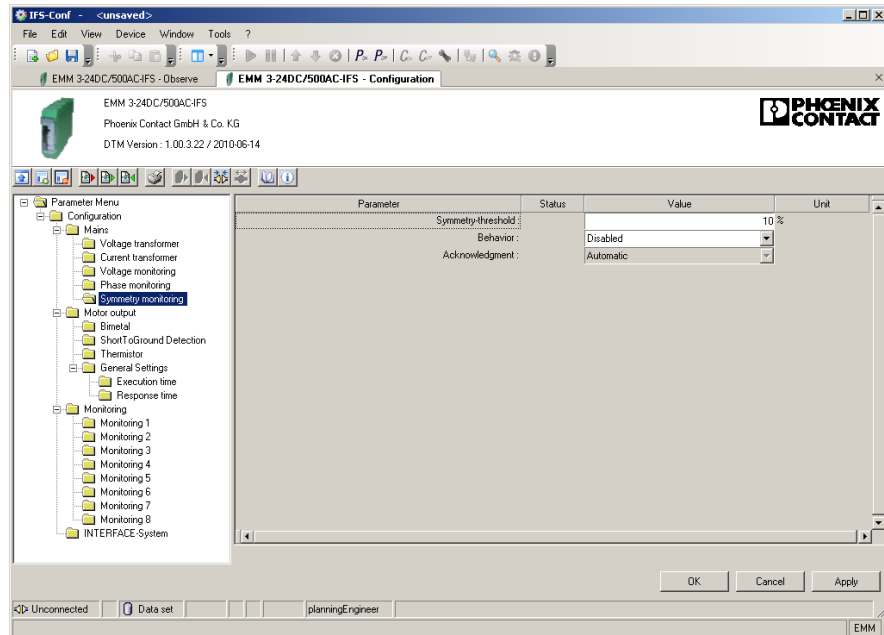 IFS-Conf - <unsaved>
File Edit View Device Window Tools ?
EMM 3-24DC/500AC-IFS - Observe
EMM 3-24DC/500AC-IFS - Configuration
EMM 3-24DC/500AC-IFS
Phoenix Contact GmbH & Co. KG
DTM Version : 1.00.3.22 / 2010-06-14
PHŒNIX
CONTACT
Parameter Menu
Configuration
Mains
Voltage transformer
Current transformer
Voltage monitoring
Phase monitoring
Symmetry monitoring
Motor output
Bimetal
ShortToGround Detection
Thermistor
General Settings
Execution time
Response time
Monitoring
Monitoring 1
Monitoring 2
Monitoring 3
Monitoring 4
Monitoring 5
Monitoring 6
Monitoring 7
Monitoring 8
INTERFACE-System
Parameter Status Value Unit
Symmetry-threshold : 10 %
Behavior : Disabled
Acknowledgment : Automatic
OK Cancel Apply
Unconnected Data set planningEngineer
EMM